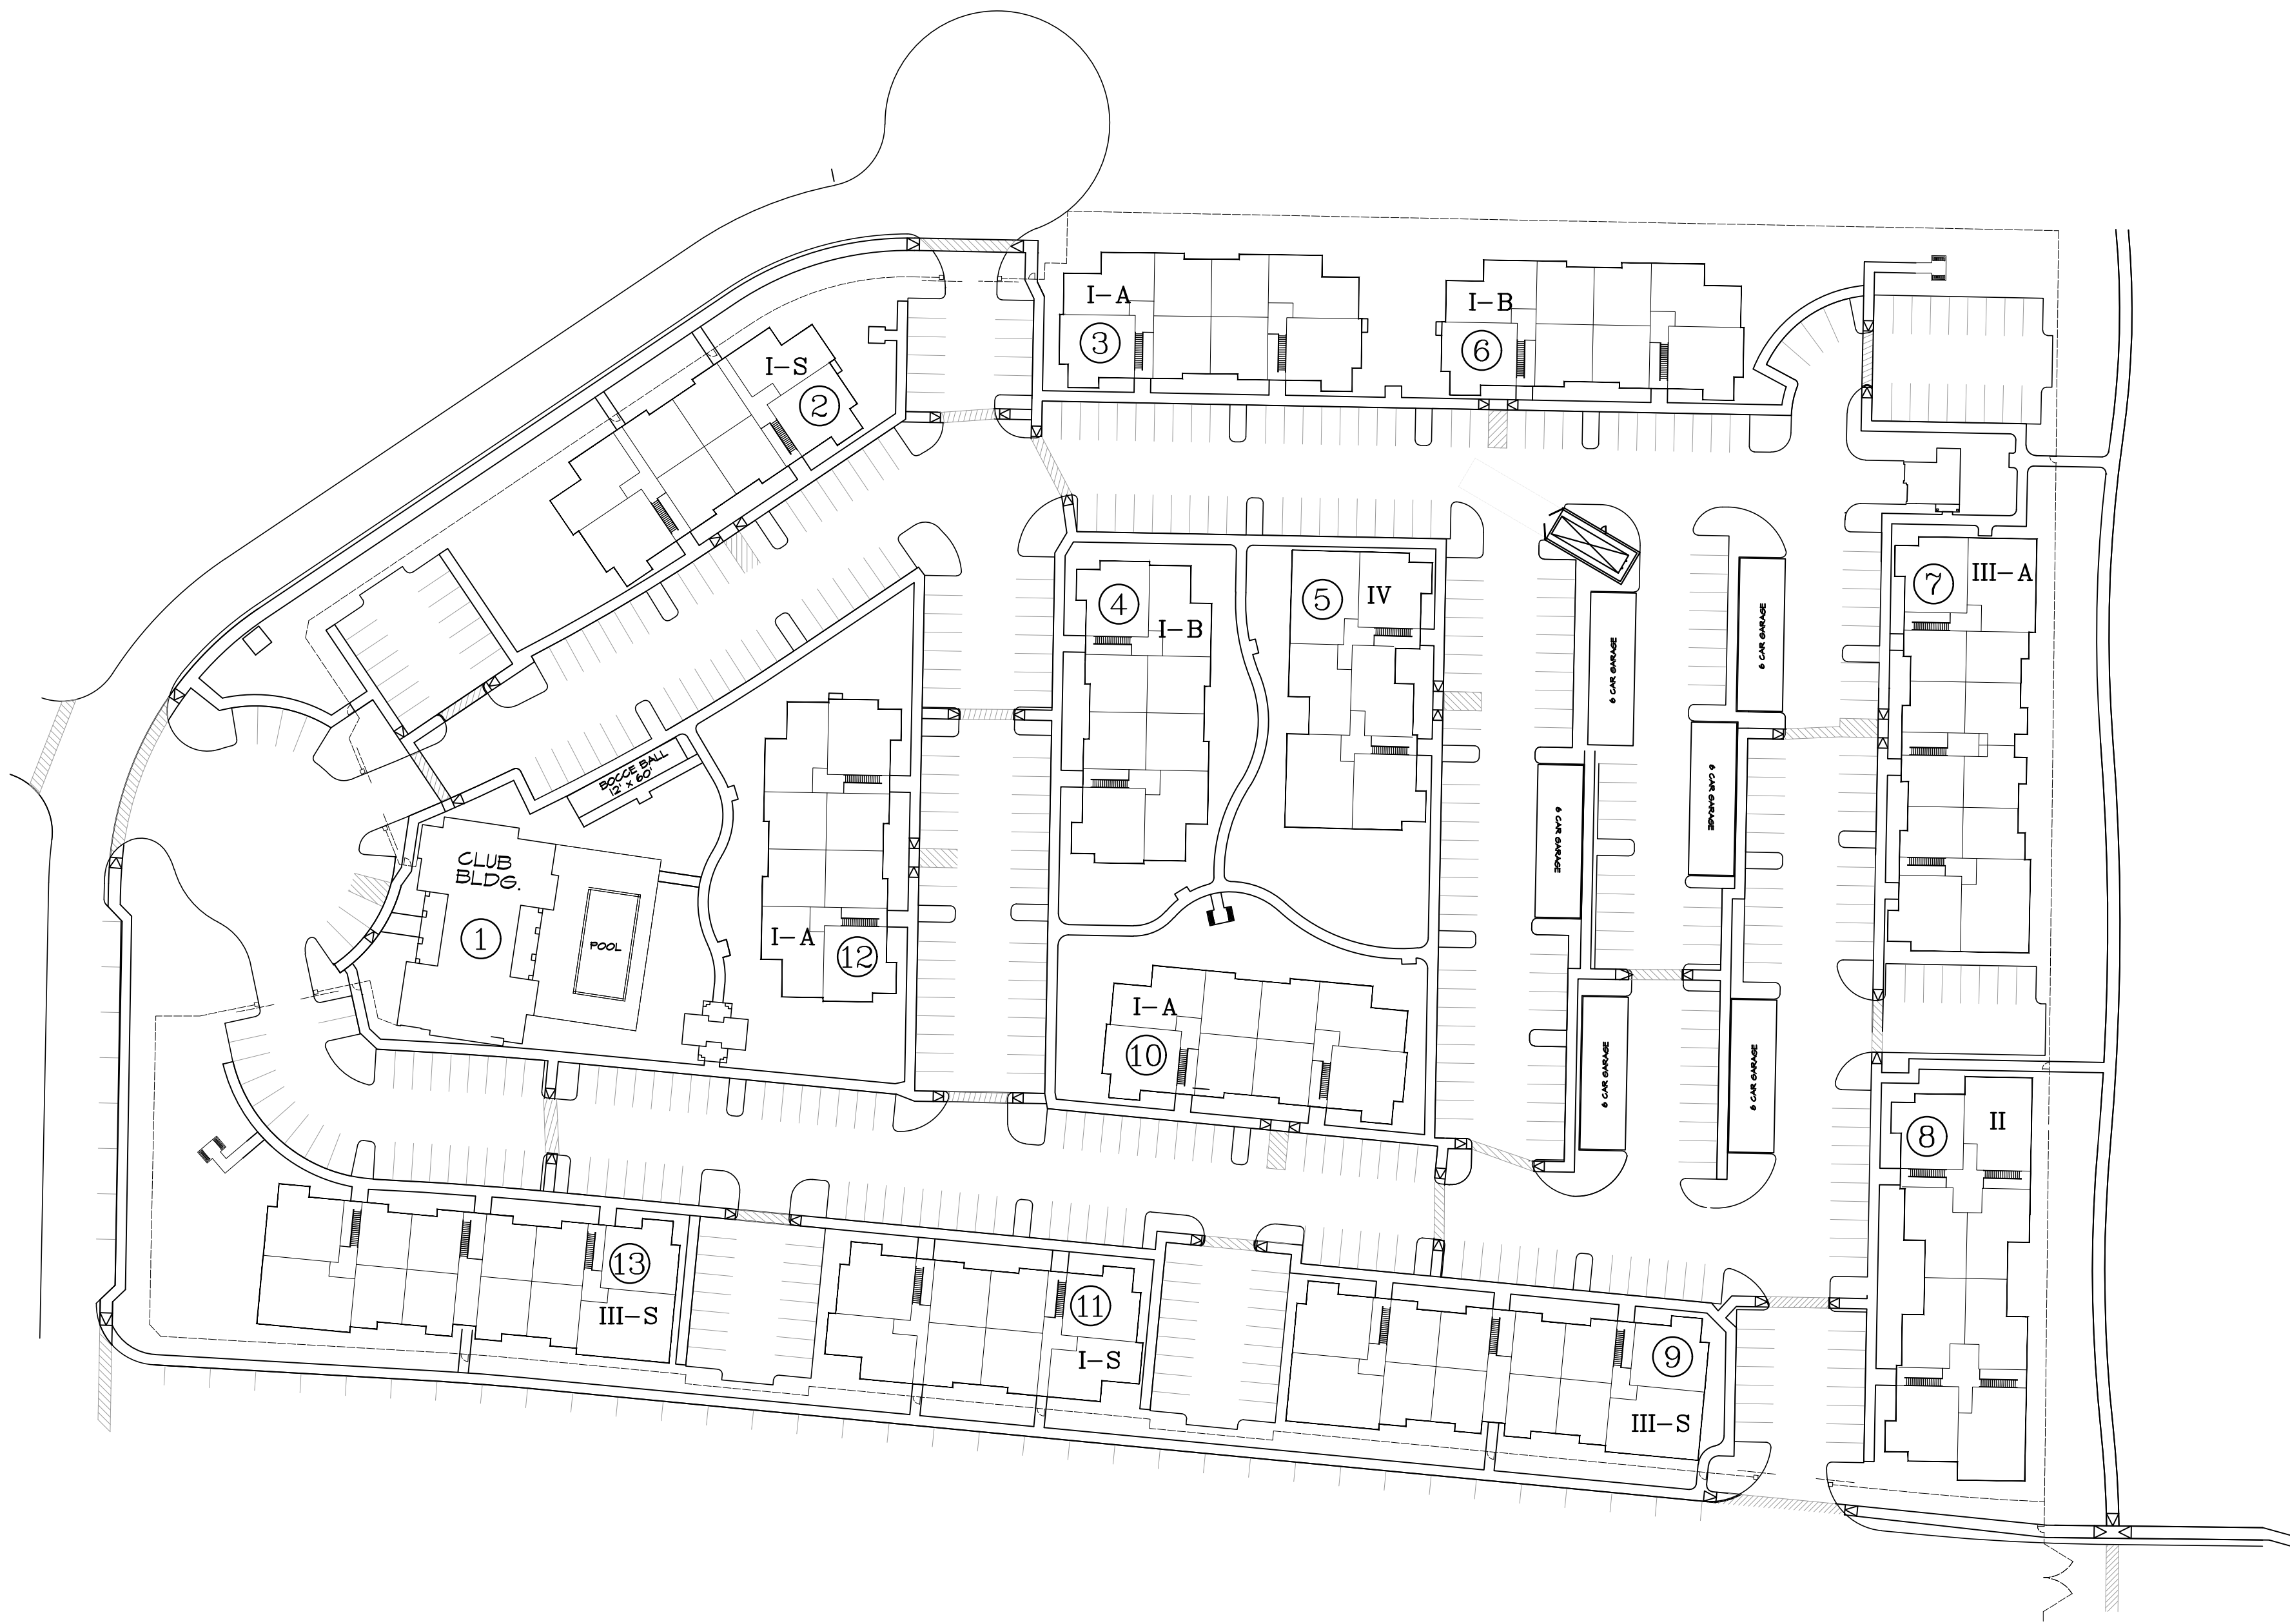 I-A
3
I-B
6
I-S
2
4
I-B
5
IV
7
III-A
6 CAR GARAGE
6 CAR GARAGE
6 CAR GARAGE
6 CAR GARAGE
BOCCE BALL
12' x 60'
CLUB
BLDG.
1
POOL
I-A
12
I-A
10
6 CAR GARAGE
6 CAR GARAGE
8
II
13
III-S
11
I-S
9
III-S